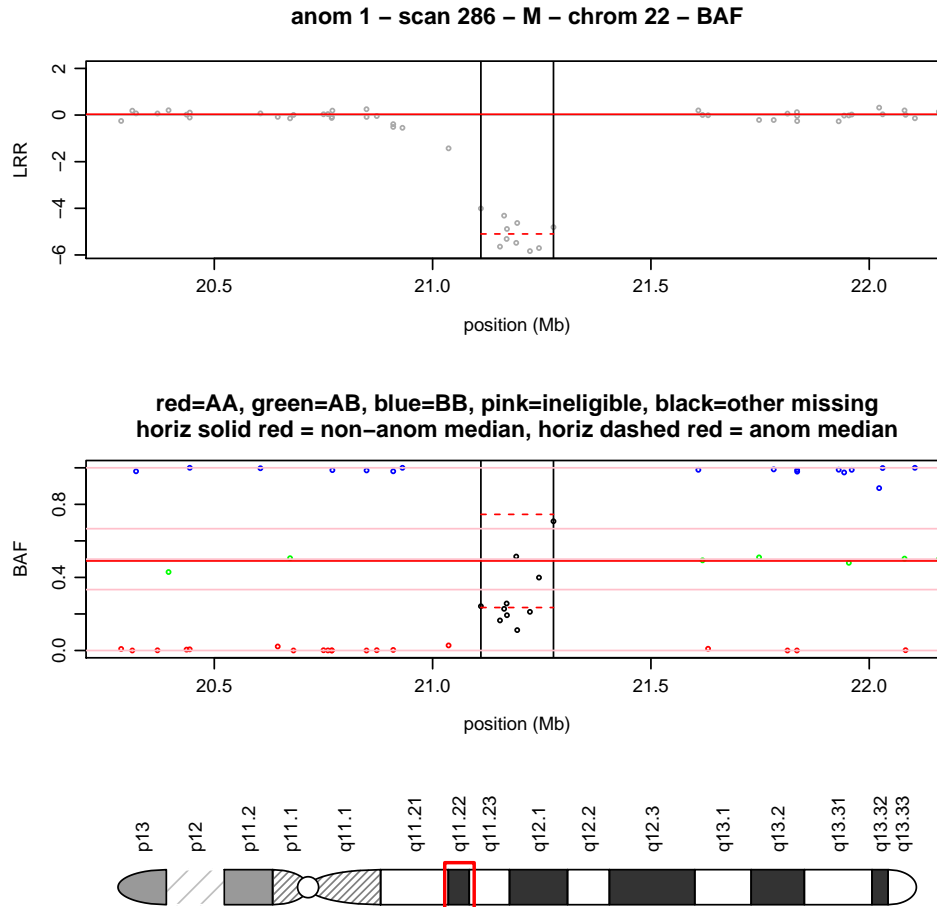 anom 1 − scan 286 − M − chrom 22 − BAF
2
0
−2
−4
−6
LRR
20.5 21.0 21.5 22.0
position (Mb)
red=AA, green=AB, blue=BB, pink=ineligible, black=other missing
horiz solid red = non−anom median, horiz dashed red = anom median
0.8
0.4
0.0
BAF
20.5 21.0 21.5 22.0
position (Mb)
p13 p12 p11.2 p11.1 q11.1 q11.21 q11.22 q11.23 q12.1 q12.2 q12.3 q13.1 q13.2 q13.31 q13.32 q13.33